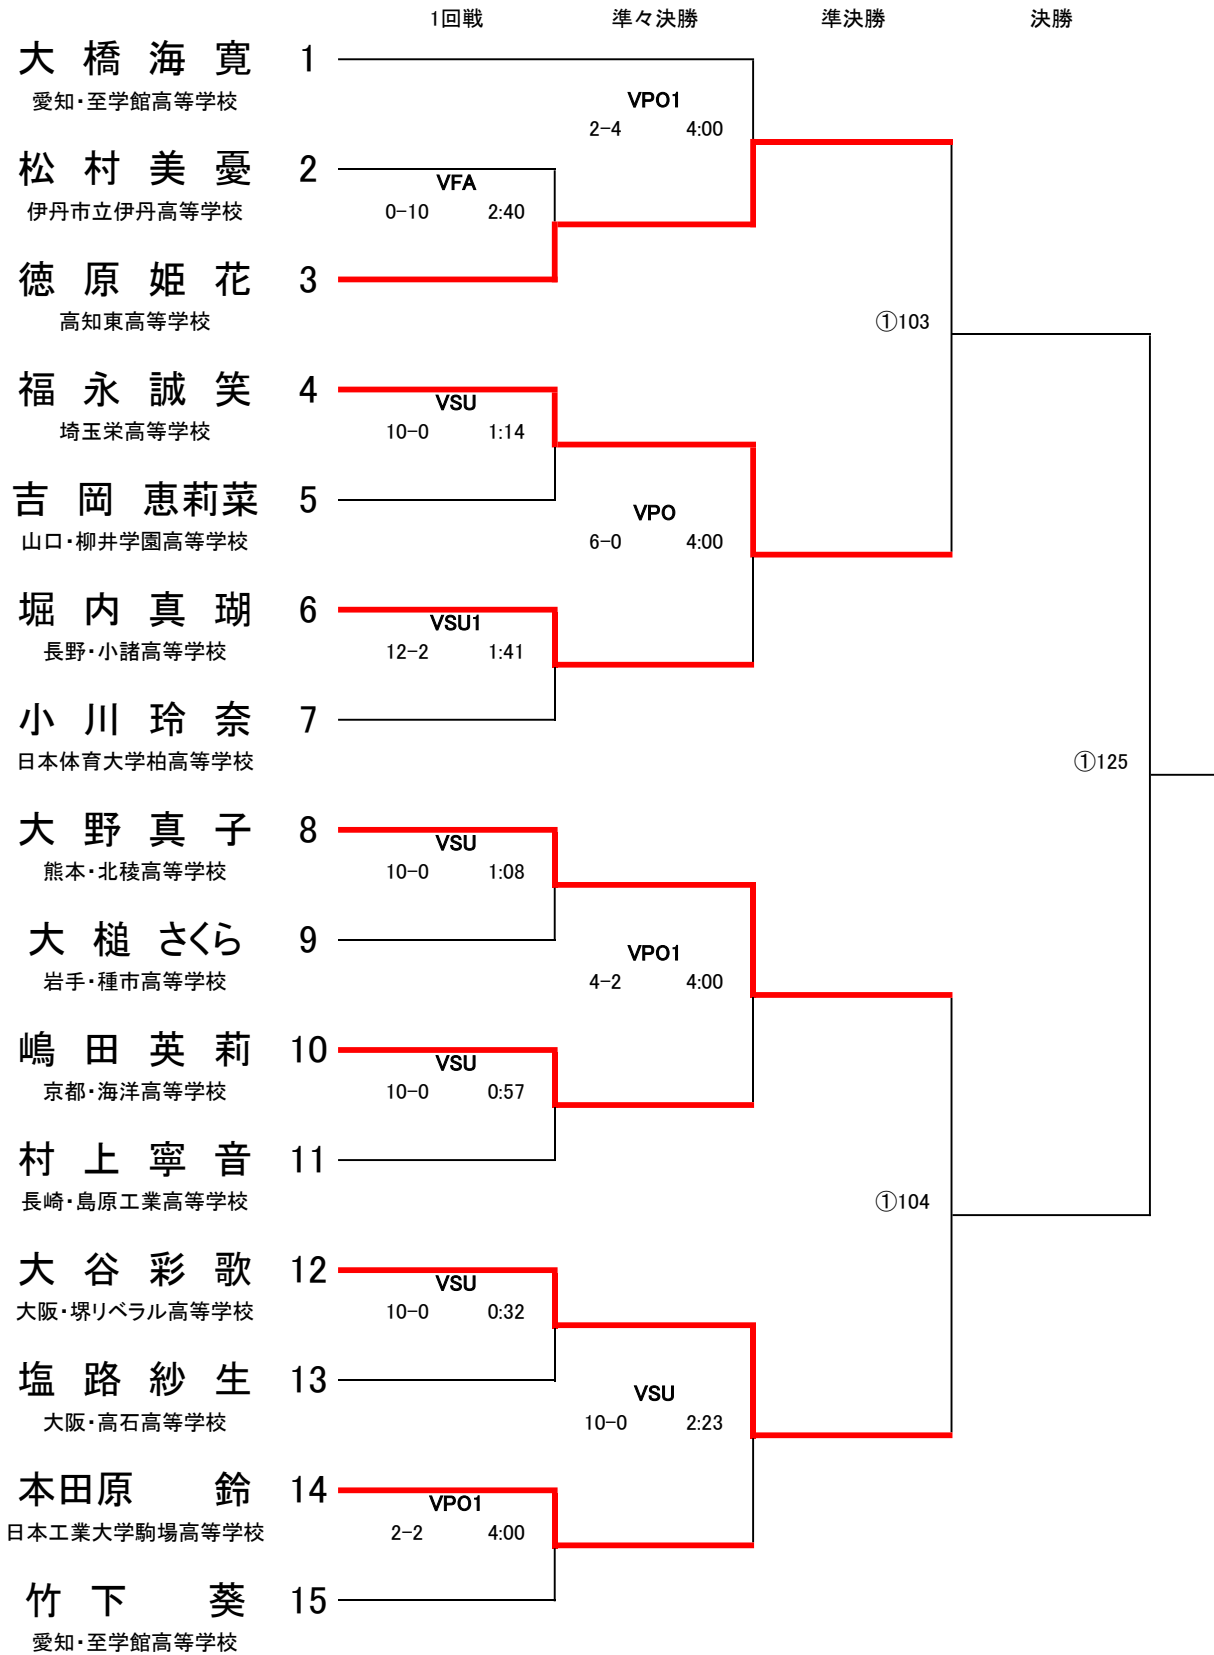 1回戦 準々決勝 準決勝 決勝
大橋海寛 1
愛知・至学館高等学校
VPO1
2-4 4:00
松村美憂 2
伊丹市立伊丹高等学校
VFA
0-10 2:40
徳原姫花 3
高知東高等学校
①103
福永誠笑 4
埼玉栄高等学校
VSU
10-0 1:14
吉岡恵莉菜 5
山口・柳井学園高等学校
VPO
6-0 4:00
堀内真瑚 6
長野・小諸高等学校
VSU1
12-2 1:41
小川玲奈 7
日本体育大学柏高等学校
①125
大野真子 8
熊本・北稜高等学校
VSU
10-0 1:08
大槌さくら 9
岩手・種市高等学校
VPO1
4-2 4:00
嶋田英莉 10
京都・海洋高等学校
VSU
10-0 0:57
村上寧音 11
長崎・島原工業高等学校
①104
大谷彩歌 12
大阪・堺リベラル高等学校
VSU
10-0 0:32
塩路紗生 13
大阪・高石高等学校
VSU
10-0 2:23
本田原鈴 14
日本工業大学駒場高等学校
VPO1
2-2 4:00
竹下葵 15
愛知・至学館高等学校